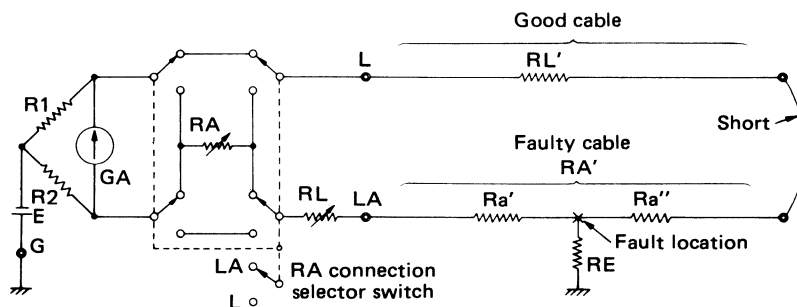 Good cable
L
RL′
R1
RA
Short
GA
Faulty cable
RA′
R2
E
RL
LA
Ra′
Ra′′
G
Fault location
RE
LA
RA connection
selector switch
L